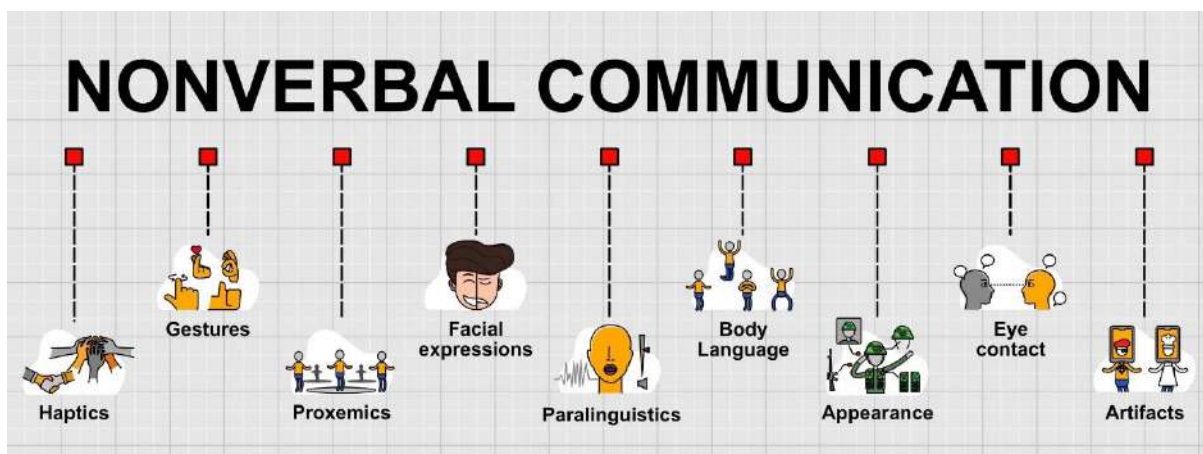 NONVERBAL COMMUNICATION
Haptics
Gestures
Proxemics
Facial
expressions
Paralinguistics
Body
Language
Appearance
Eye
contact
Artifacts